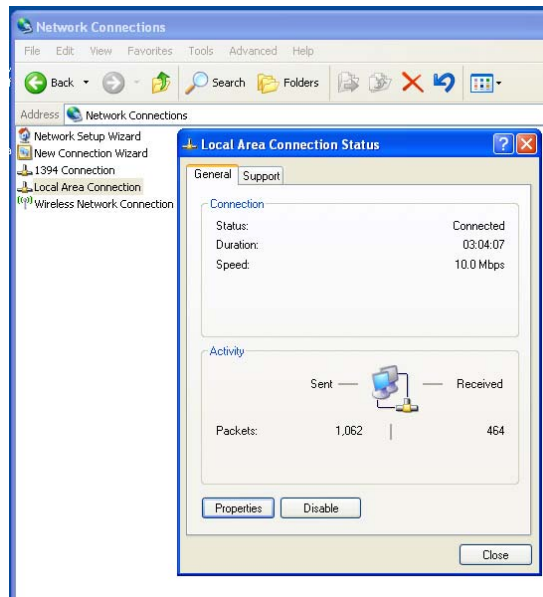 Network Connections
File Edit View Favorites Tools Advanced Help
Back Search Folders
Address Network Connections
Network Setup Wizard
New Connection Wizard
1394 Connection
Local Area Connection
Wireless Network Connection
Local Area Connection Status
General Support
Connection
Status: Connected
Duration: 03:04:07
Speed: 10.0 Mbps
Activity
Sent Received
Packets: 1,062 464
Properties Disable
Close